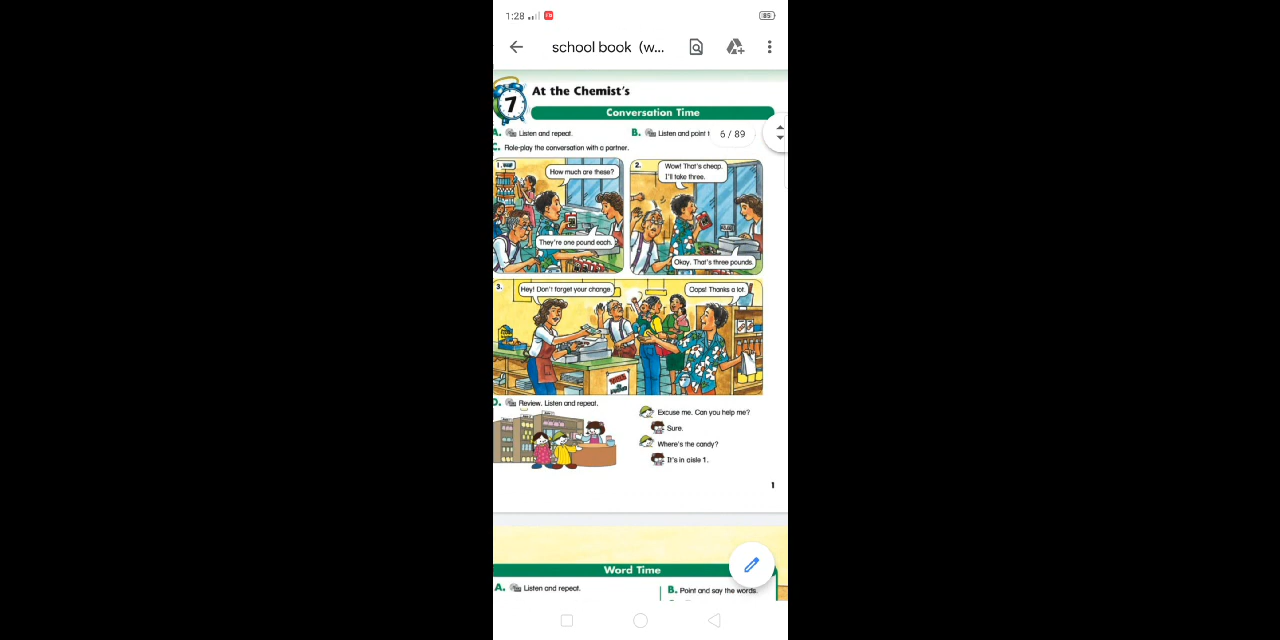 1:28
85
school book (w...
7
At the Chemist's
Conversation Time
A. Listen and repeat.
B. Listen and point t
6 / 89
C. Role-play the conversation with a partner.
1.
How much are these?
They're one pound each.
2.
Wow! That's cheap.
I'll take three.
Okay. That's three pounds.
3.
Hey! Don't forget your change.
Oops! Thanks a lot.
D. Review. Listen and repeat.
Excuse me. Can you help me?
Sure.
Where's the candy?
It's in aisle 1.
1
Word Time
A. Listen and repeat.
B. Point and say the words.